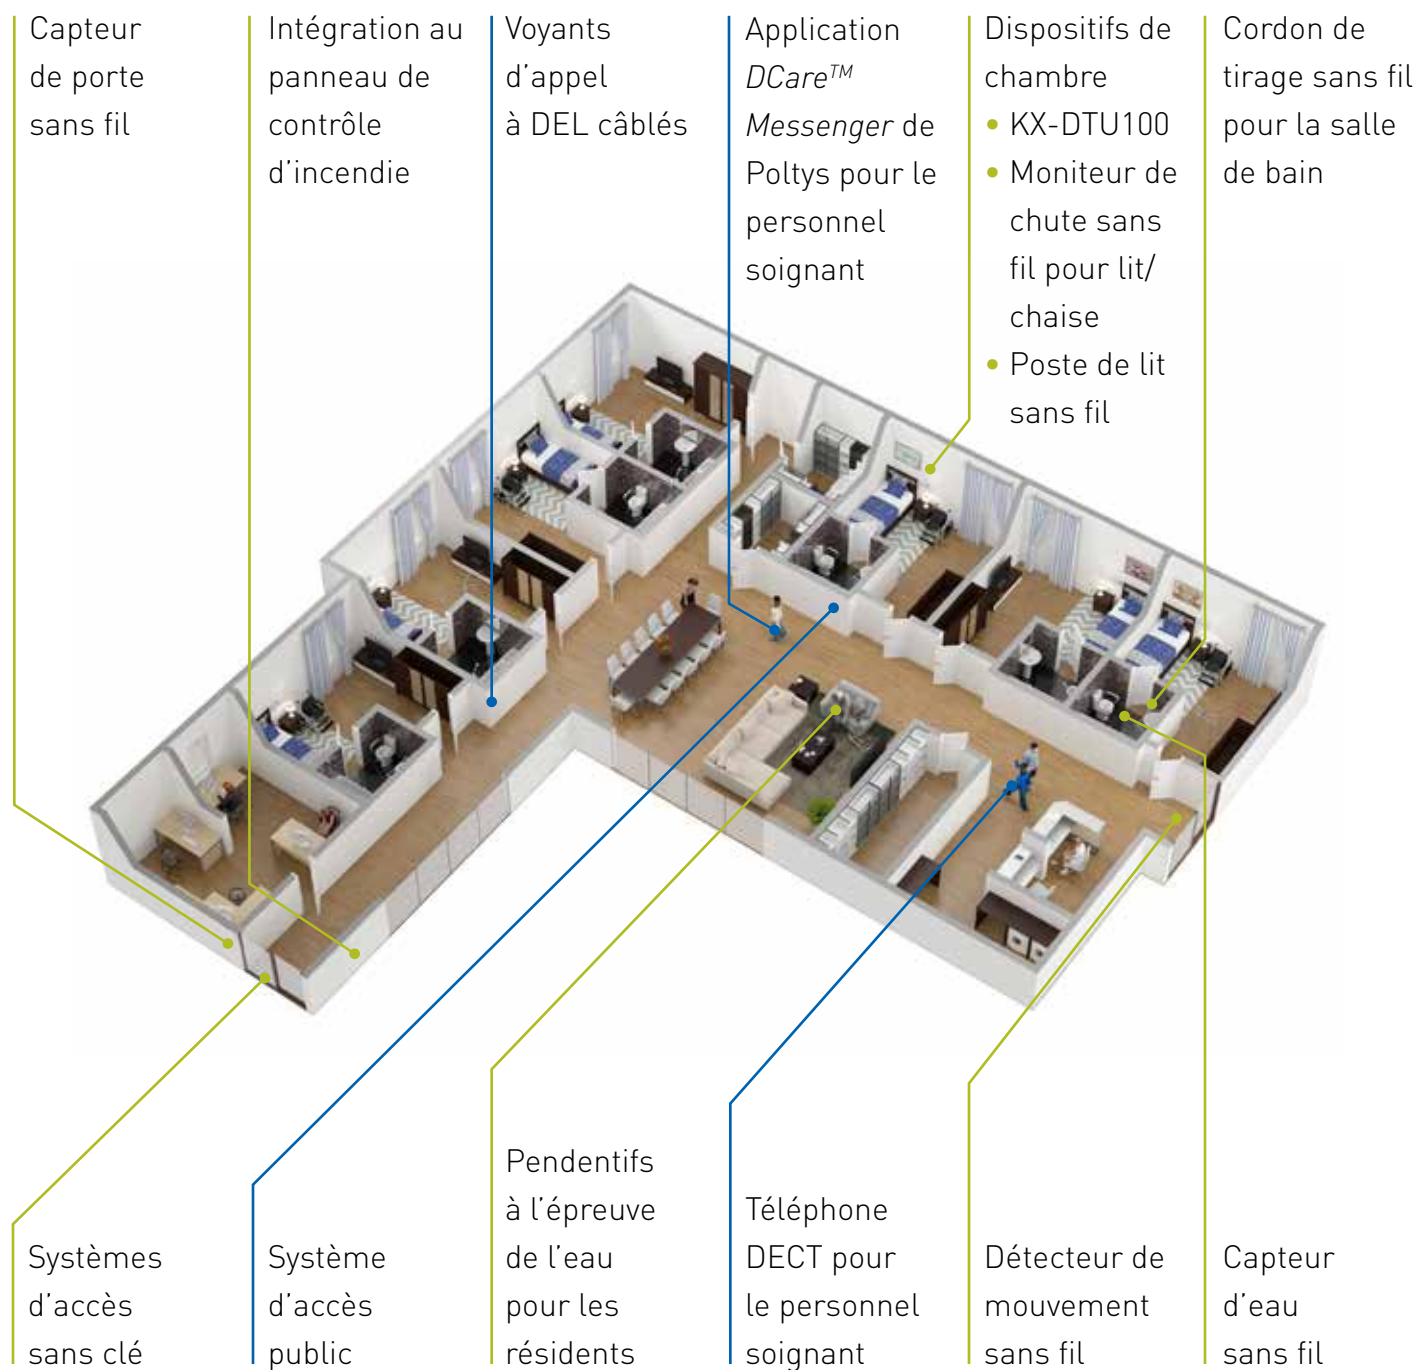 Capteur
de porte
sans fil
Intégration au
panneau de
contrôle
d’incendie
Voyants
d’appel
à DEL câblés
Application
DCare™
Messenger de
Poltys pour le
personnel
soignant
Dispositifs de
chambre
• KX-DTU100
• Moniteur de
chute sans
fil pour lit/
chaise
• Poste de lit
sans fil
Cordon de
tirage sans fil
pour la salle
de bain
Systèmes
d’accès
sans clé
Système
d’accès
public
Pendentifs
à l’épreuve
de l’eau
pour les
résidents
Téléphone
DECT pour
le personnel
soignant
Détecteur de
mouvement
sans fil
Capteur
d’eau
sans fil